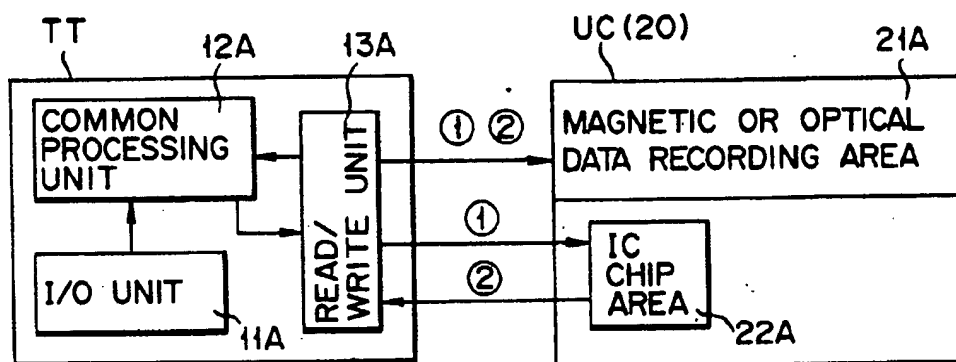 TT
12A
13A
UC(20)
21A
COMMON
PROCESSING
UNIT
READ/
WRITE UNIT
① ②
MAGNETIC OR OPTICAL
DATA RECORDING AREA
①
②
IC
CHIP
AREA
I/O UNIT
11A
22A